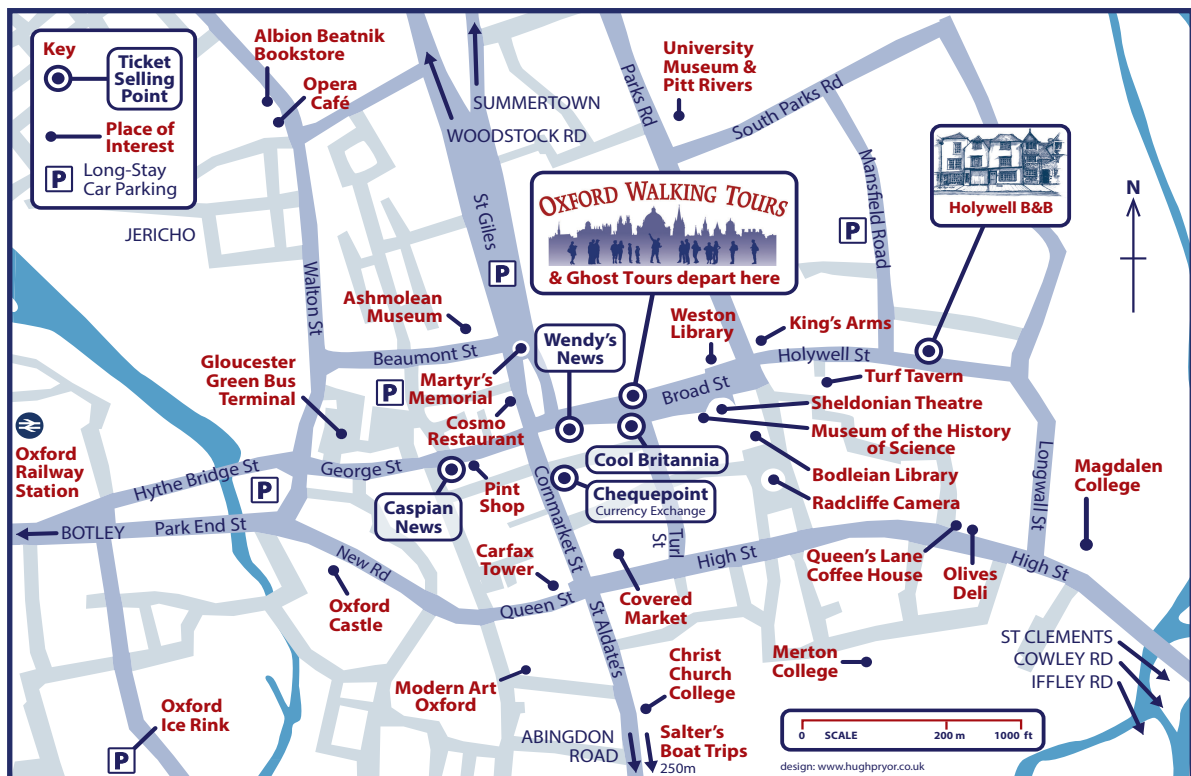 Key
Ticket
Selling
Point
Place of
Interest
P
Long-Stay
Car Parking
Albion Beatnik
Bookstore
Opera
Café
SUMMERTOWN
WOODSTOCK RD
University
Museum &
Pitt Rivers
Parks Rd
South Parks Rd
Mansfield Road
Holywell B&B
N
JERICHO
St Giles
P
OXFORD WALKING TOURS
& Ghost Tours depart here
P
Walton St
Ashmolean
Museum
Beaumont St
Weston
Library
King's Arms
Holywell St
Wendy's
News
Gloucester
Green Bus
Terminal
P
Martyr's
Memorial
Cosmo
Restaurant
Broad St
Turf Tavern
Sheldonian Theatre
Museum of the History
of Science
Bodleian Library
Radcliffe Camera
Oxford
Railway
Station
Hythe Bridge St
George St
P
Caspian
News
Pint
Shop
Cool Britannia
Chequepoint
Currency Exchange
Cornmarket St
Turl
St
Longwall St
Magdalen
College
BOTLEY
Park End St
New Rd
Carfax
Tower
Queen St
High St
Queen's Lane
Coffee House
Olives
Deli
High St
Oxford
Castle
Covered
Market
St Aldate's
Modern Art
Oxford
Christ
Church
College
Merton
College
ST CLEMENTS
COWLEY RD
IFFLEY RD
Oxford
Ice Rink
P
ABINGDON
ROAD
Salter's
Boat Trips
250m
0
SCALE
200 m
1000 ft
design: www.hughpryor.co.uk